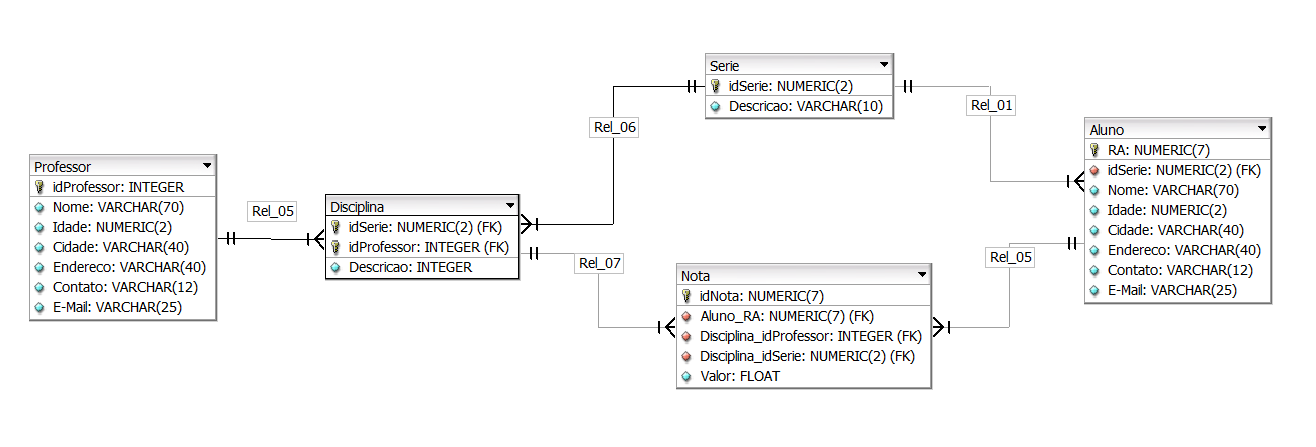 Professor
idProfessor: INTEGER
Nome: VARCHAR(70)
Idade: NUMERIC(2)
Cidade: VARCHAR(40)
Endereco: VARCHAR(40)
Contato: VARCHAR(12)
E-Mail: VARCHAR(25)
Rel_05
Disciplina
idSerie: NUMERIC(2) (FK)
idProfessor: INTEGER (FK)
Descricao: INTEGER
Rel_06
Serie
idSerie: NUMERIC(2)
Descricao: VARCHAR(10)
Rel_01
Rel_07
Nota
idNota: NUMERIC(7)
Aluno_RA: NUMERIC(7) (FK)
Disciplina_idProfessor: INTEGER (FK)
Disciplina_idSerie: NUMERIC(2) (FK)
Valor: FLOAT
Rel_05
Aluno
RA: NUMERIC(7)
idSerie: NUMERIC(2) (FK)
Nome: VARCHAR(70)
Idade: NUMERIC(2)
Cidade: VARCHAR(40)
Endereco: VARCHAR(40)
Contato: VARCHAR(12)
E-Mail: VARCHAR(25)